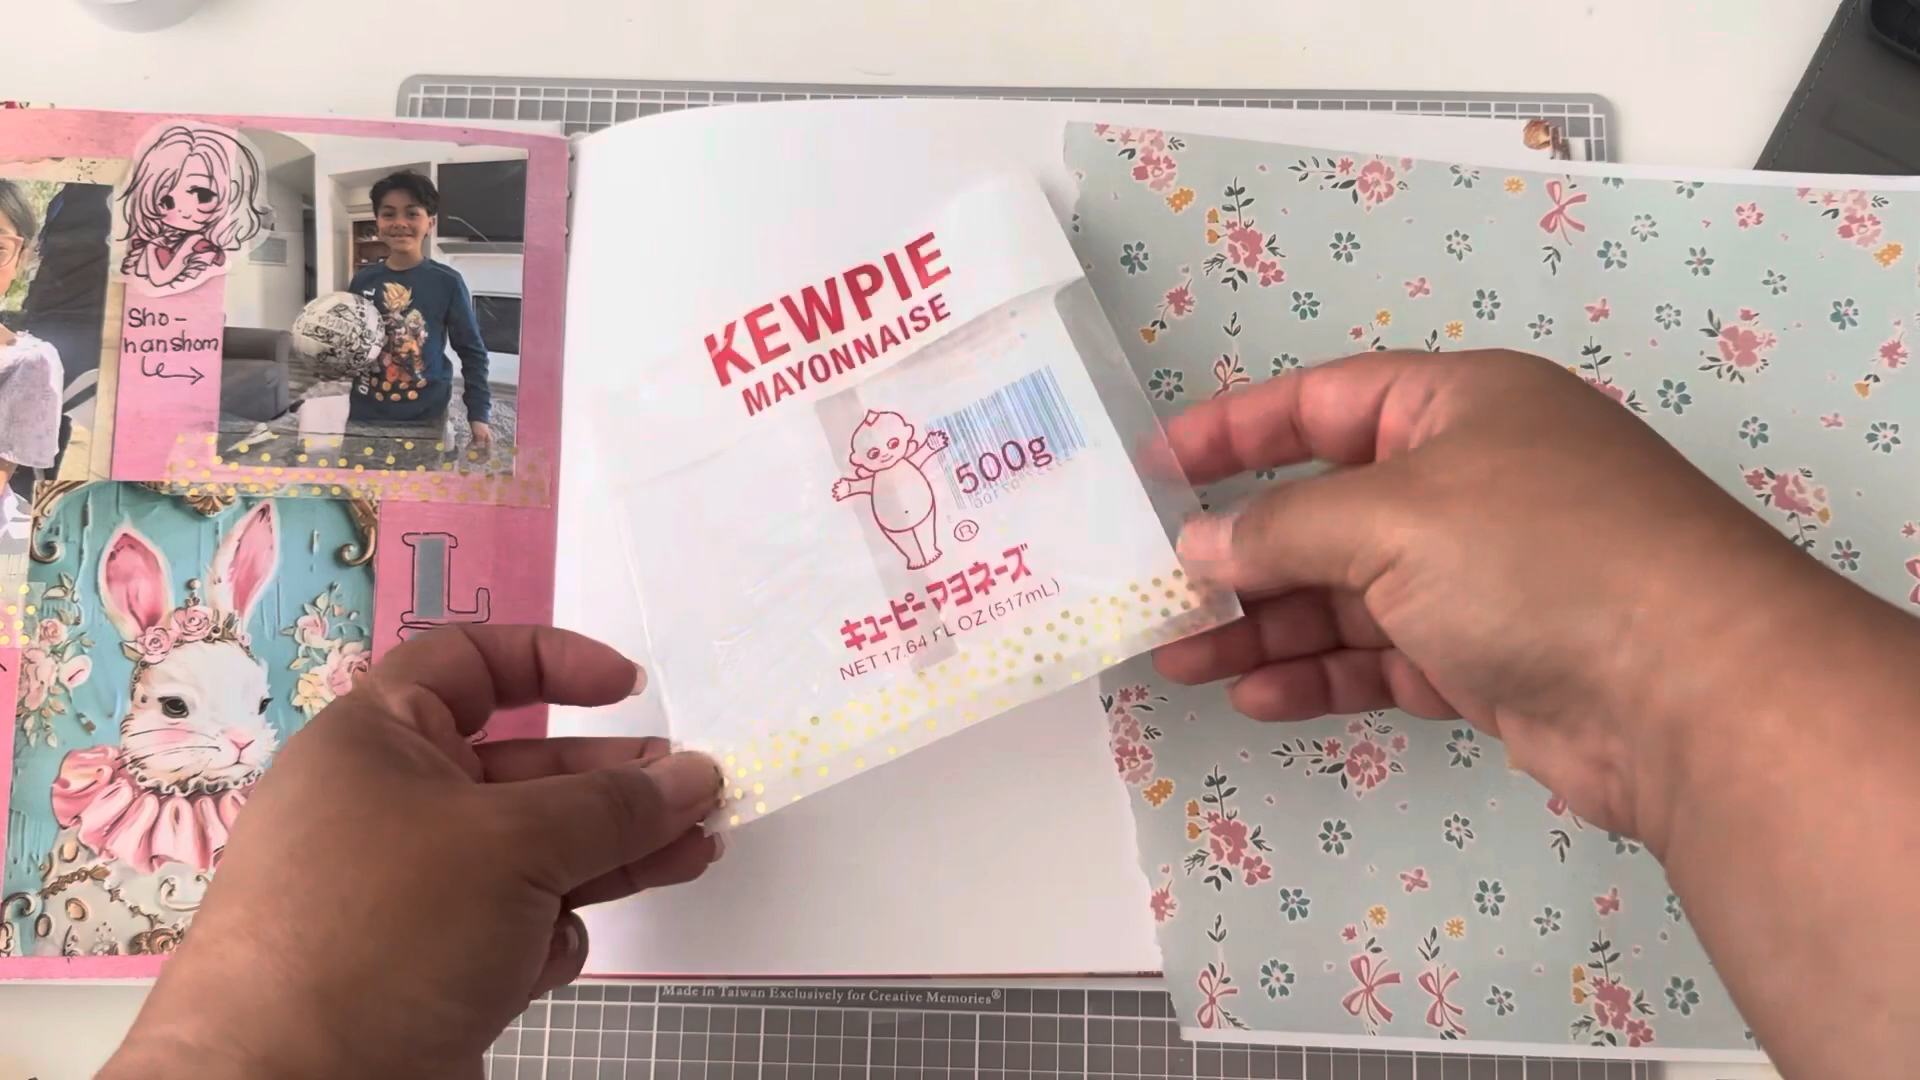 Sho-
hanshom
KEWPIE
MAYONNAISE
500g
®
キューピーマヨネーズ
NET 17.64 FL OZ (517mL)
Made in Taiwan Exclusively for Creative Memories®